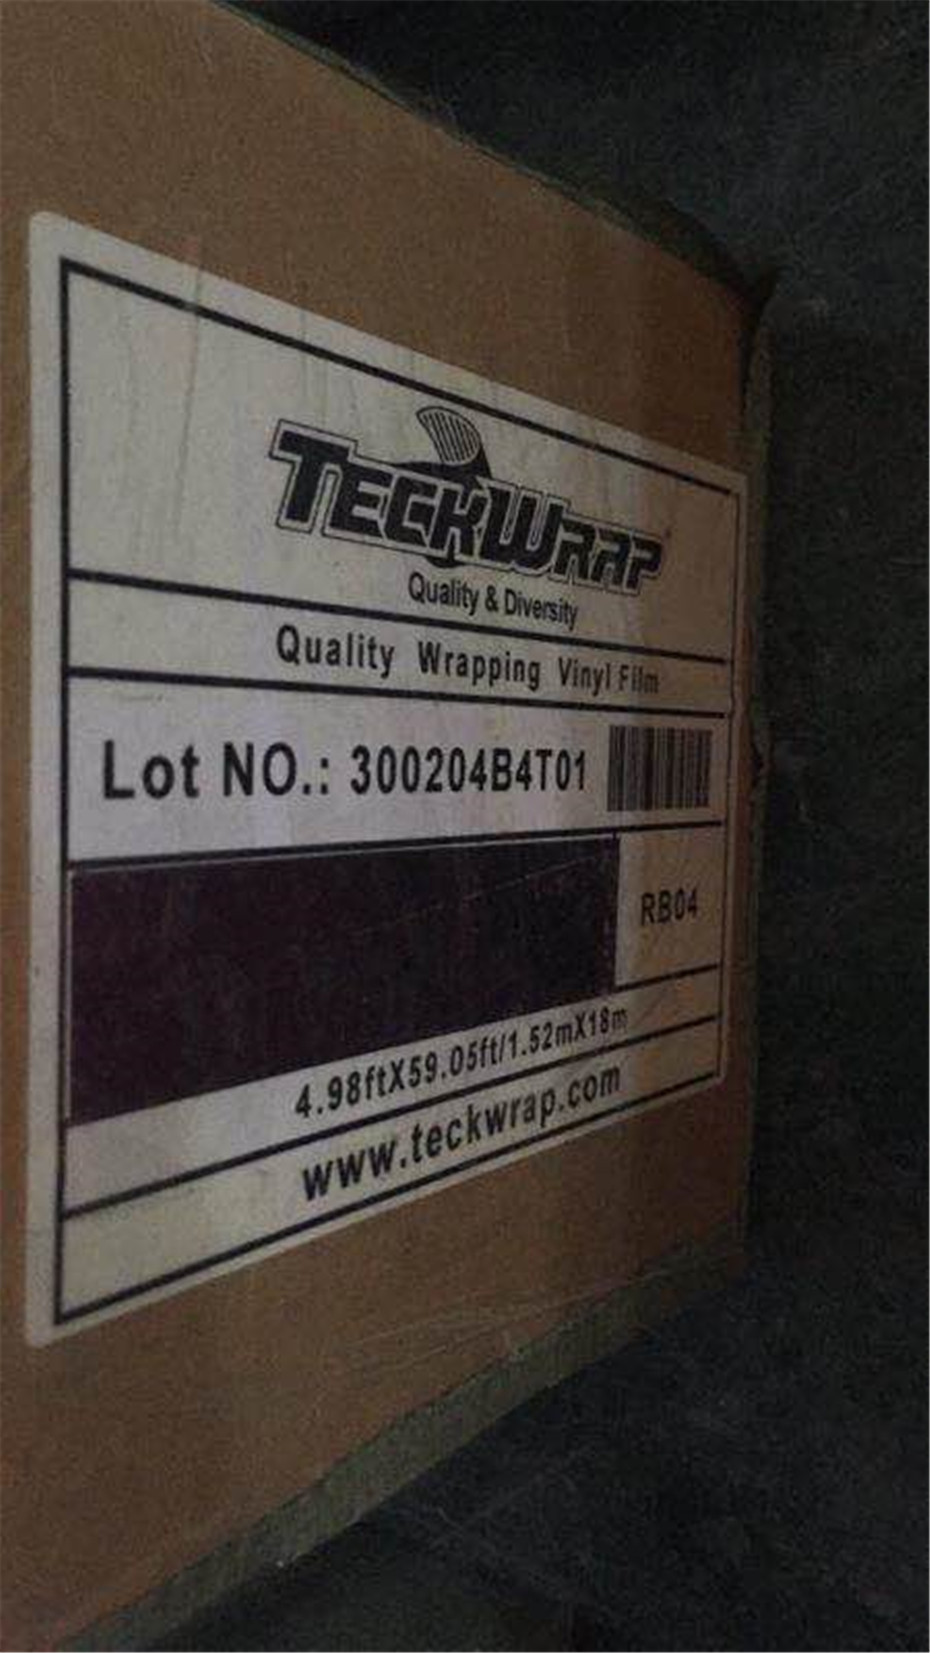 TECKWRAP
Quality & Diversity
Quality Wrapping Vinyl Film
Lot NO.: 300204B4T01
RB04
4.98ftX59.05ft/1.52mX18m
www.teckwrap.com